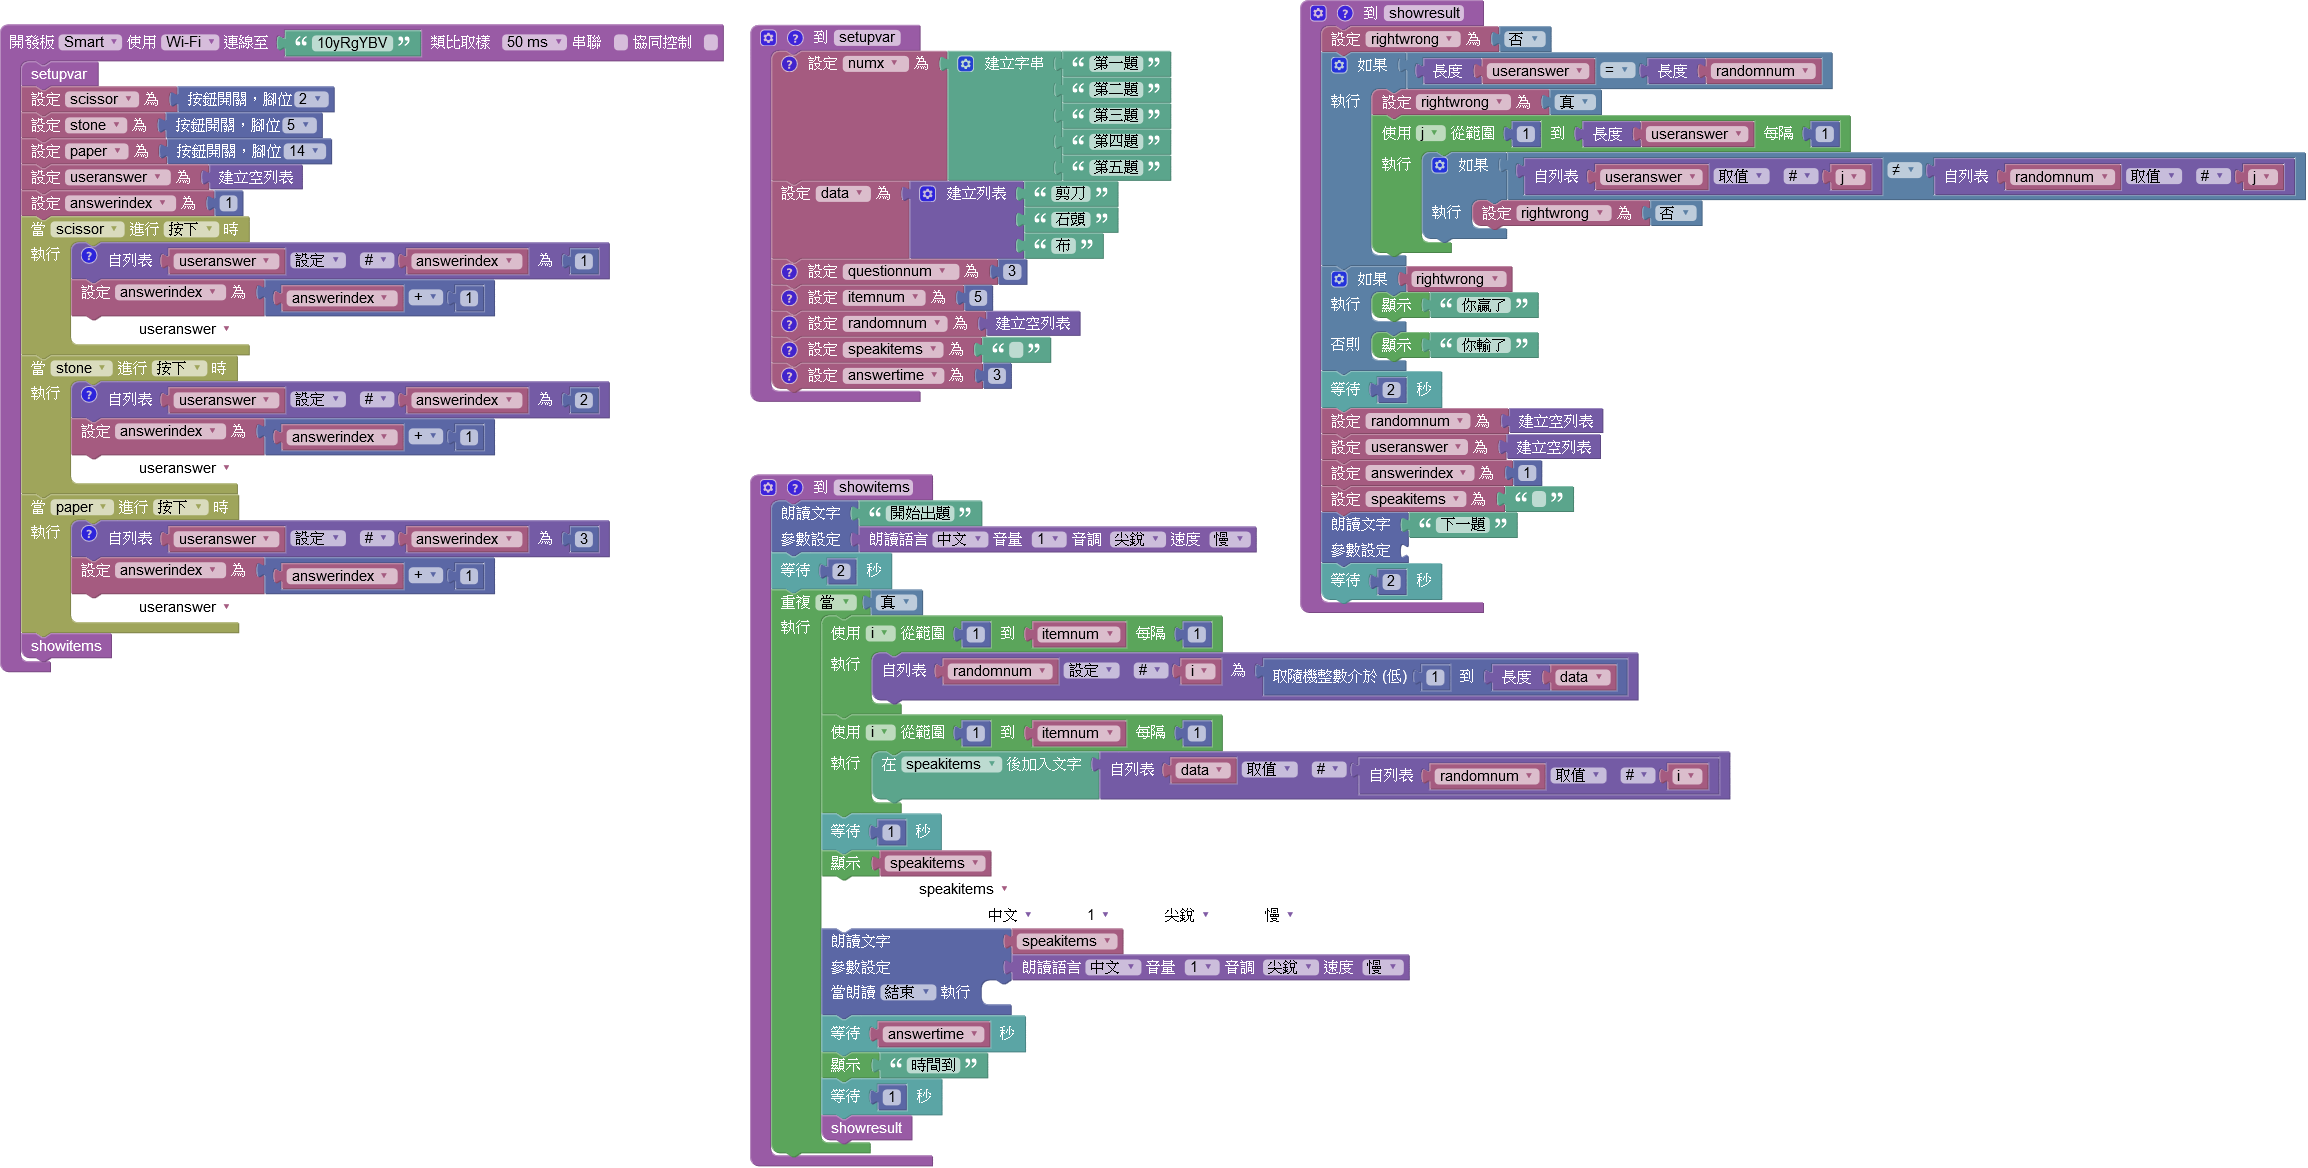 開發板 Smart 使用 Wi-Fi 連線至 “ 10yRgYBV ” 類比取樣 50 ms 串聯 協同控制
setupvar
設定 scissor 為 按鈕開關，腳位 2
設定 stone 為 按鈕開關，腳位 5
設定 paper 為 按鈕開關，腳位 14
設定 useranswer 為 建立空列表
設定 answerindex 為 1
當 scissor 進行 按下 時
執行 ? 自列表 useranswer 設定 # answerindex 為 1
設定 answerindex 為 answerindex + 1
useranswer
當 stone 進行 按下 時
執行 ? 自列表 useranswer 設定 # answerindex 為 2
設定 answerindex 為 answerindex + 1
useranswer
當 paper 進行 按下 時
執行 ? 自列表 useranswer 設定 # answerindex 為 3
設定 answerindex 為 answerindex + 1
useranswer
showitems
? 到 setupvar
? 設定 numx 為 建立字串 “ 第一題 ”
“ 第二題 ”
“ 第三題 ”
“ 第四題 ”
“ 第五題 ”
設定 data 為 建立列表 “ 剪刀 ”
“ 石頭 ”
“ 布 ”
? 設定 questionnum 為 3
? 設定 itemnum 為 5
? 設定 randomnum 為 建立空列表
? 設定 speakitems 為 “ ”
? 設定 answertime 為 3
? 到 showitems
朗讀文字 “ 開始出題 ”
參數設定 朗讀語言 中文 音量 1 音調 尖銳 速度 慢
等待 2 秒
重複 當 真
執行 使用 i 從範圍 1 到 itemnum 每隔 1
執行 自列表 randomnum 設定 # i 為 取隨機整數介於 (低) 1 到 長度 data
使用 i 從範圍 1 到 itemnum 每隔 1
執行 在 speakitems 後加入文字 自列表 data 取值 # 自列表 randomnum 取值 # i
等待 1 秒
顯示 speakitems
speakitems
中文 1 尖銳 慢
朗讀文字 speakitems
參數設定 朗讀語言 中文 音量 1 音調 尖銳 速度 慢
當朗讀 結束 執行
等待 answertime 秒
顯示 “ 時間到 ”
等待 1 秒
showresult
? 到 showresult
設定 rightwrong 為 否
如果 長度 useranswer = 長度 randomnum
執行 設定 rightwrong 為 真
使用 j 從範圍 1 到 長度 useranswer 每隔 1
執行 如果 自列表 useranswer 取值 # j ≠ 自列表 randomnum 取值 # j
執行 設定 rightwrong 為 否
如果 rightwrong
執行 顯示 “ 你贏了 ”
否則 顯示 “ 你輸了 ”
等待 2 秒
設定 randomnum 為 建立空列表
設定 useranswer 為 建立空列表
設定 answerindex 為 1
設定 speakitems 為 “ ”
朗讀文字 “ 下一題 ”
參數設定
等待 2 秒